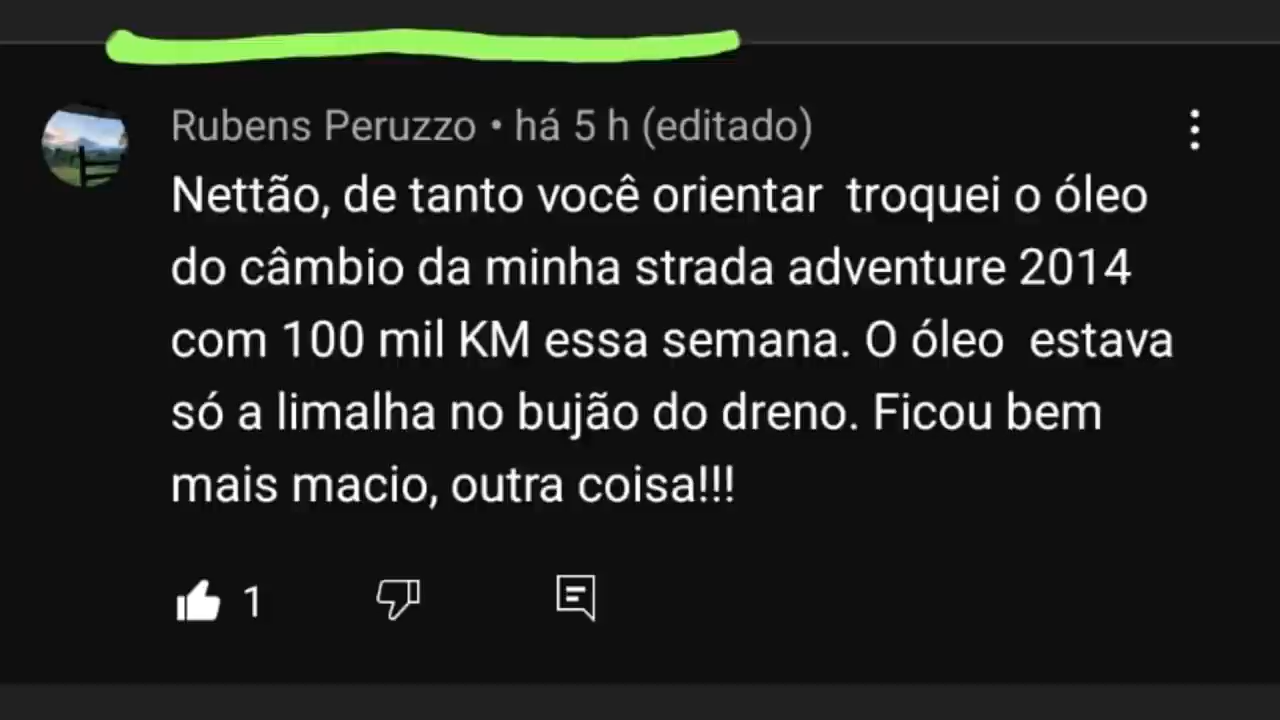 Rubens Peruzzo • há 5 h (editado)
Nettão, de tanto você orientar troquei o óleo
do câmbio da minha strada adventure 2014
com 100 mil KM essa semana. O óleo estava
só a limalha no bujão do dreno. Ficou bem
mais macio, outra coisa!!!
1